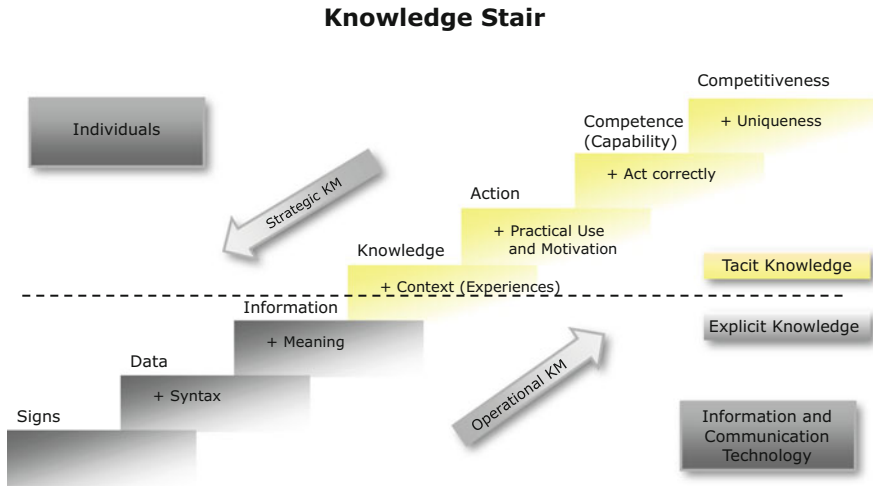 Knowledge Stair
Competitiveness
+ Uniqueness
Individuals
Competence
(Capability)
+ Act correctly
Strategic KM
Action
+ Practical Use
and Motivation
Knowledge
+ Context (Experiences)
Tacit Knowledge
Information
+ Meaning
Explicit Knowledge
Data
+ Syntax
Operational KM
Signs
Information and
Communication
Technology